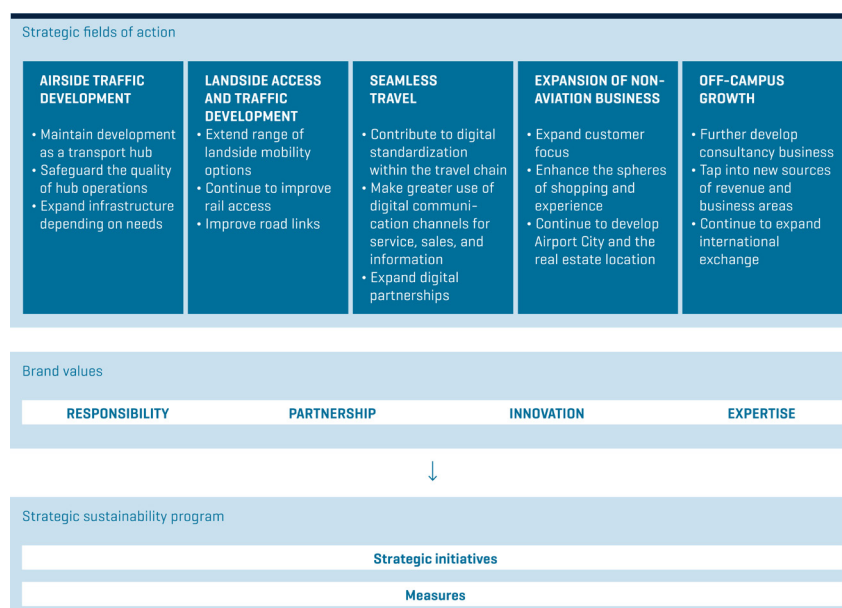 Strategic fields of action
AIRSIDE TRAFFIC
DEVELOPMENT
• Maintain development
as a transport hub
• Safeguard the quality
of hub operations
• Expand infrastructure
depending on needs
LANDSIDE ACCESS
AND TRAFFIC
DEVELOPMENT
• Extend range of
landside mobility
options
• Continue to improve
rail access
• Improve road links
SEAMLESS
TRAVEL
• Contribute to digital
standardization
within the travel chain
• Make greater use of
digital communi-
cation channels for
service, sales, and
information
• Expand digital
partnerships
EXPANSION OF NON-
AVIATION BUSINESS
• Expand customer
focus
• Enhance the spheres
of shopping and
experience
• Continue to develop
Airport City and the
real estate location
OFF-CAMPUS
GROWTH
• Further develop
consultancy business
• Tap into new sources
of revenue and
business areas
• Continue to expand
international
exchange
Brand values
RESPONSIBILITY PARTNERSHIP INNOVATION EXPERTISE
Strategic sustainability program
Strategic initiatives
Measures